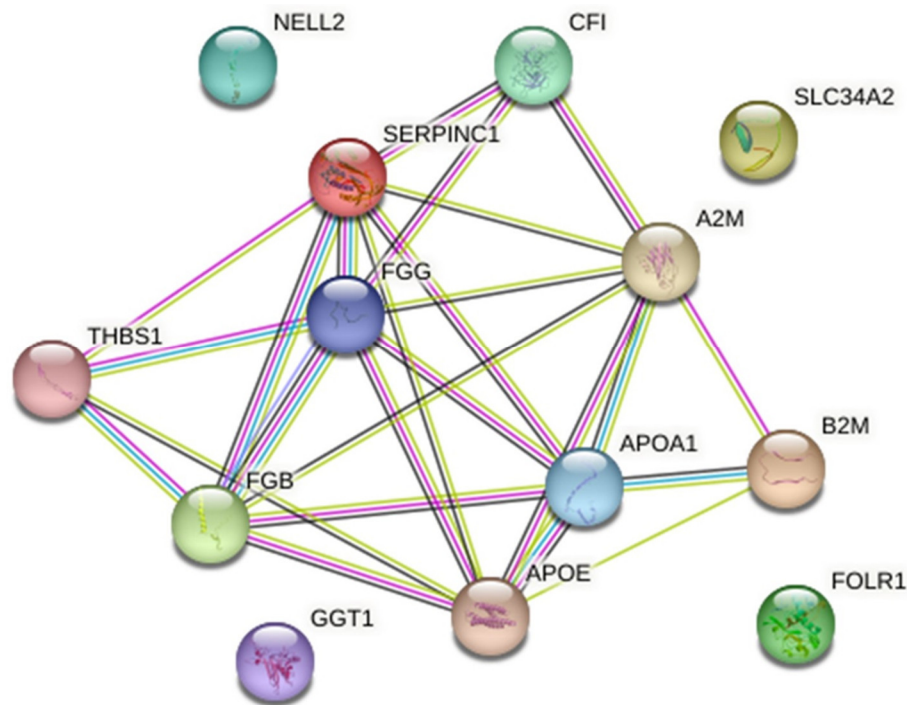 NELL2
CFI
SLC34A2
SERPINC1
A2M
FGG
THBS1
B2M
APOA1
FGB
APOE
FOLR1
GGT1